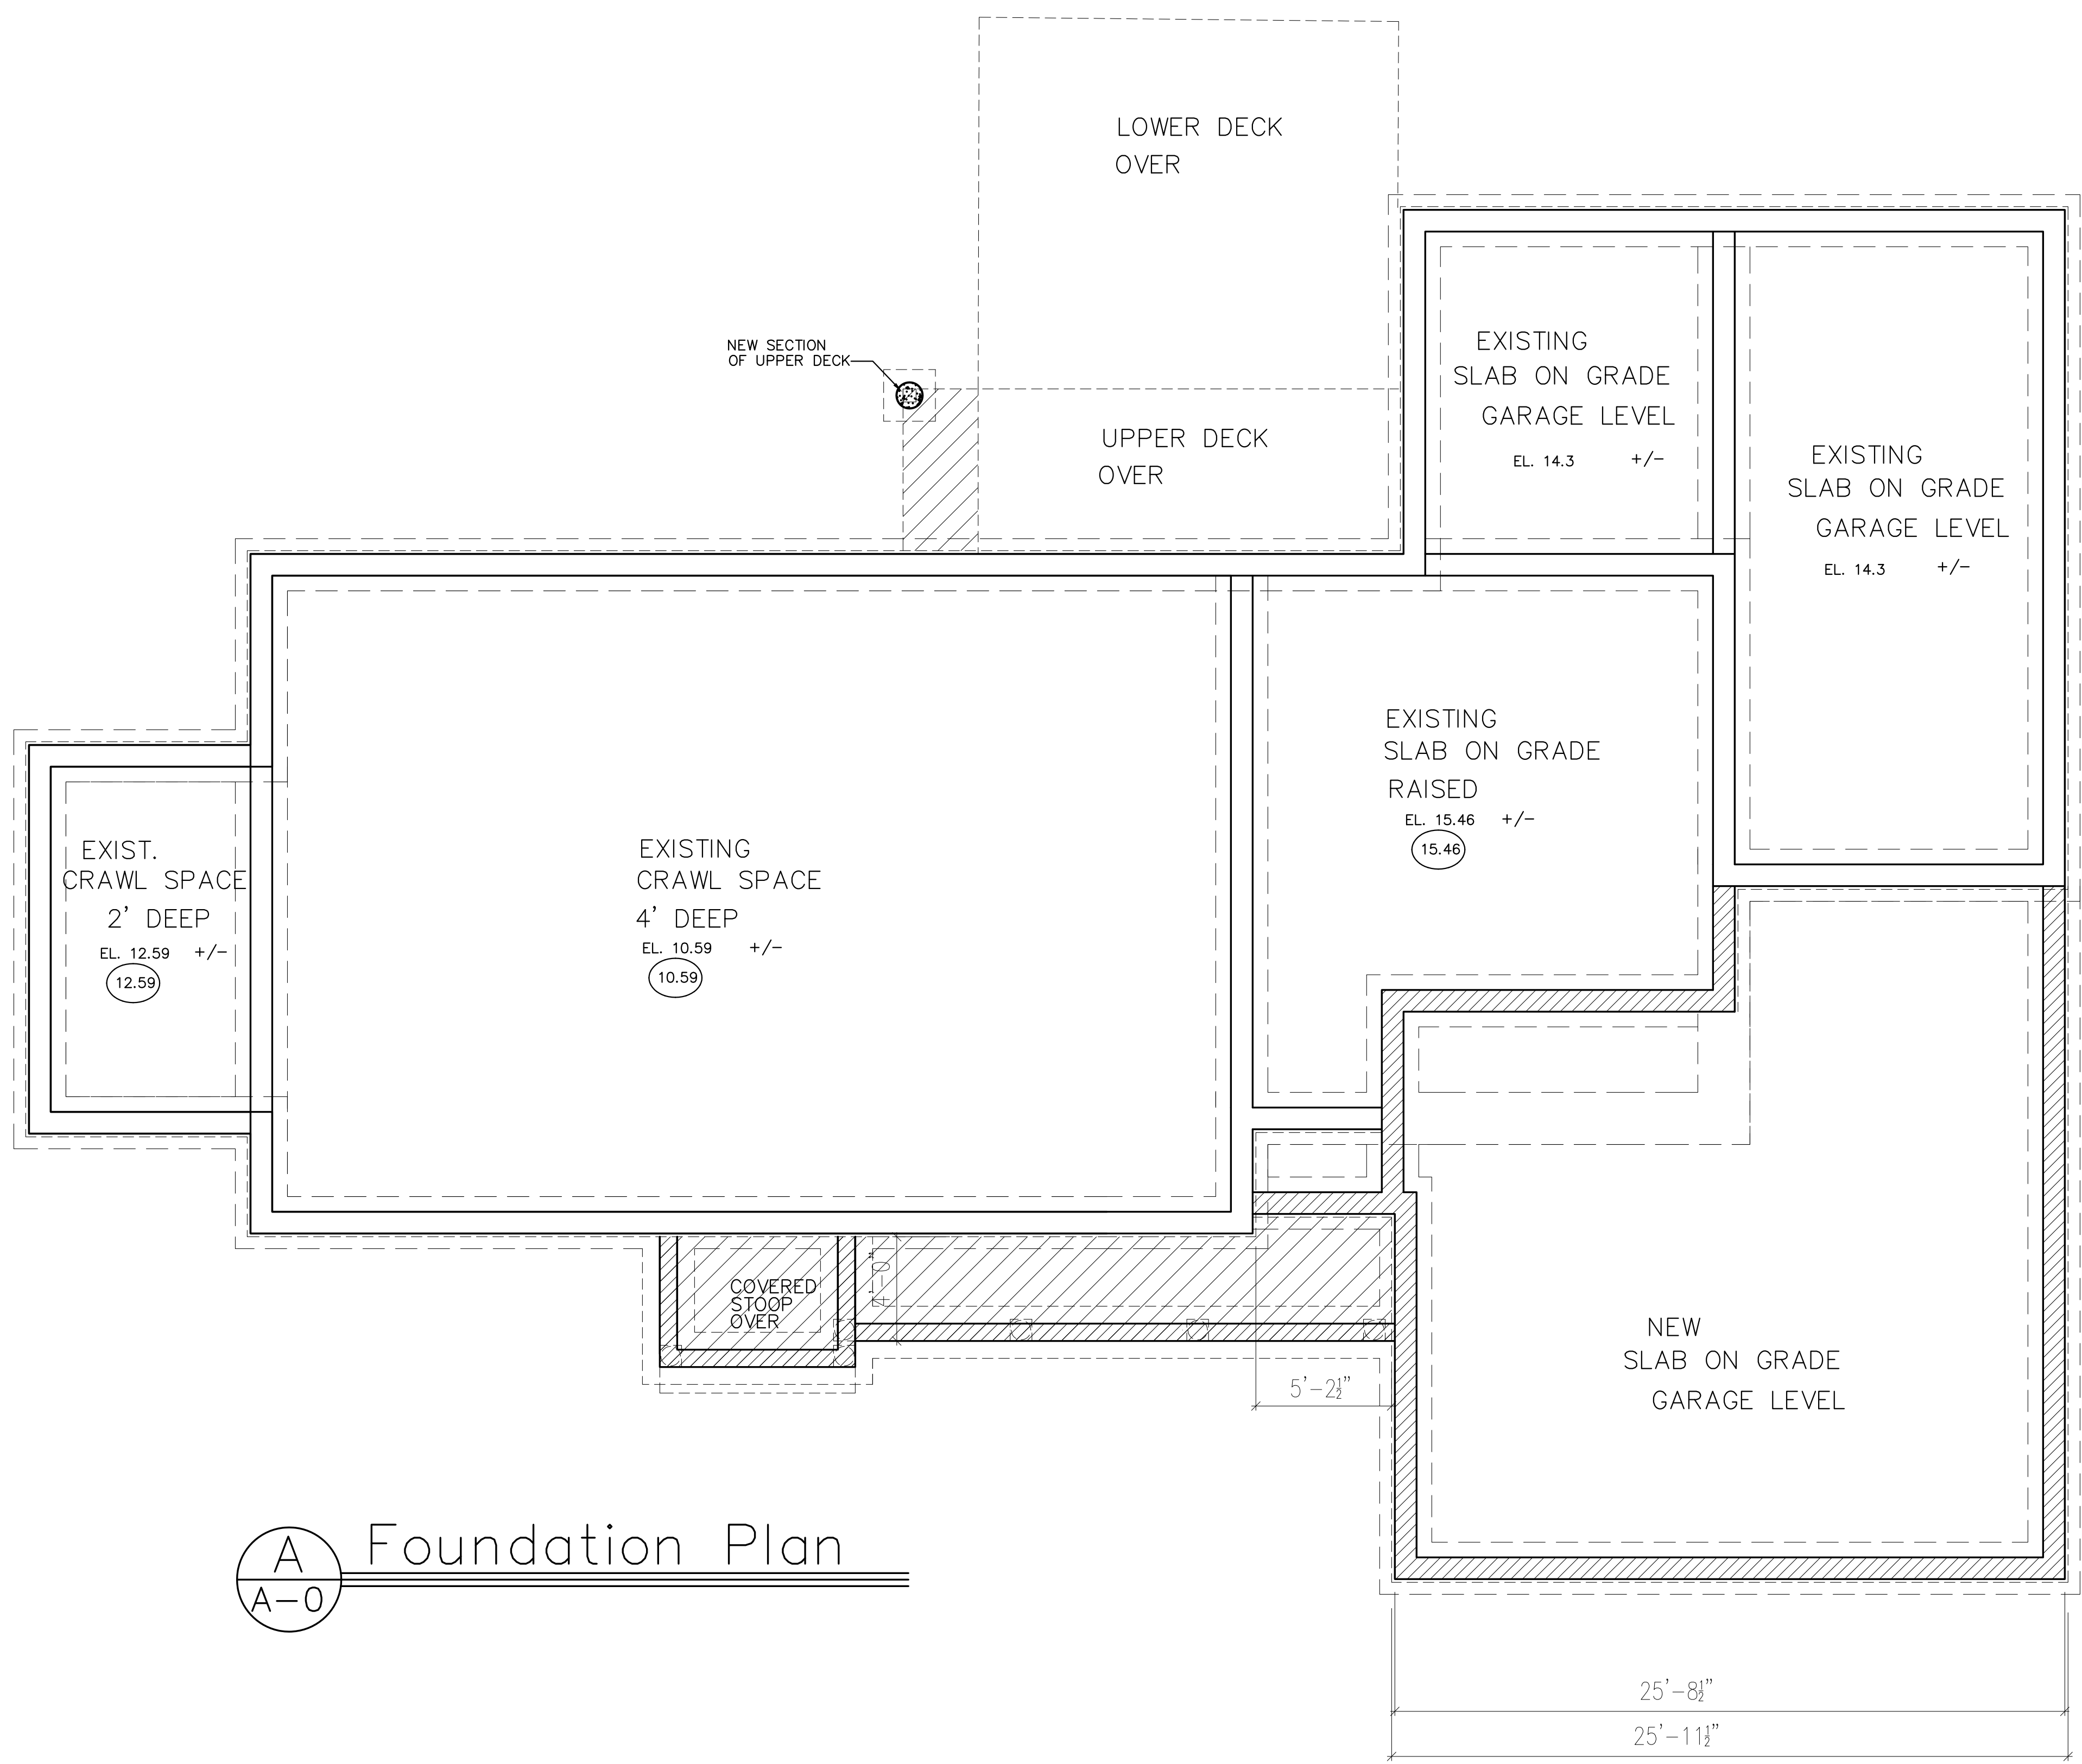 LOWER DECK
OVER
NEW SECTION
OF UPPER DECK
UPPER DECK
OVER
EXISTING
SLAB ON GRADE
GARAGE LEVEL
EL. 14.3 +/-
EXISTING
SLAB ON GRADE
GARAGE LEVEL
EL. 14.3 +/-
EXISTING
SLAB ON GRADE
RAISED
EL. 15.46 +/-
15.46
EXIST.
CRAWL SPACE
2' DEEP
EL. 12.59 +/-
12.59
EXISTING
CRAWL SPACE
4' DEEP
EL. 10.59 +/-
10.59
COVERED
STOOP
OVER
4'-0"
5'-2½"
NEW
SLAB ON GRADE
GARAGE LEVEL
A
A-0
Foundation Plan
25'-8½"
25'-11½"